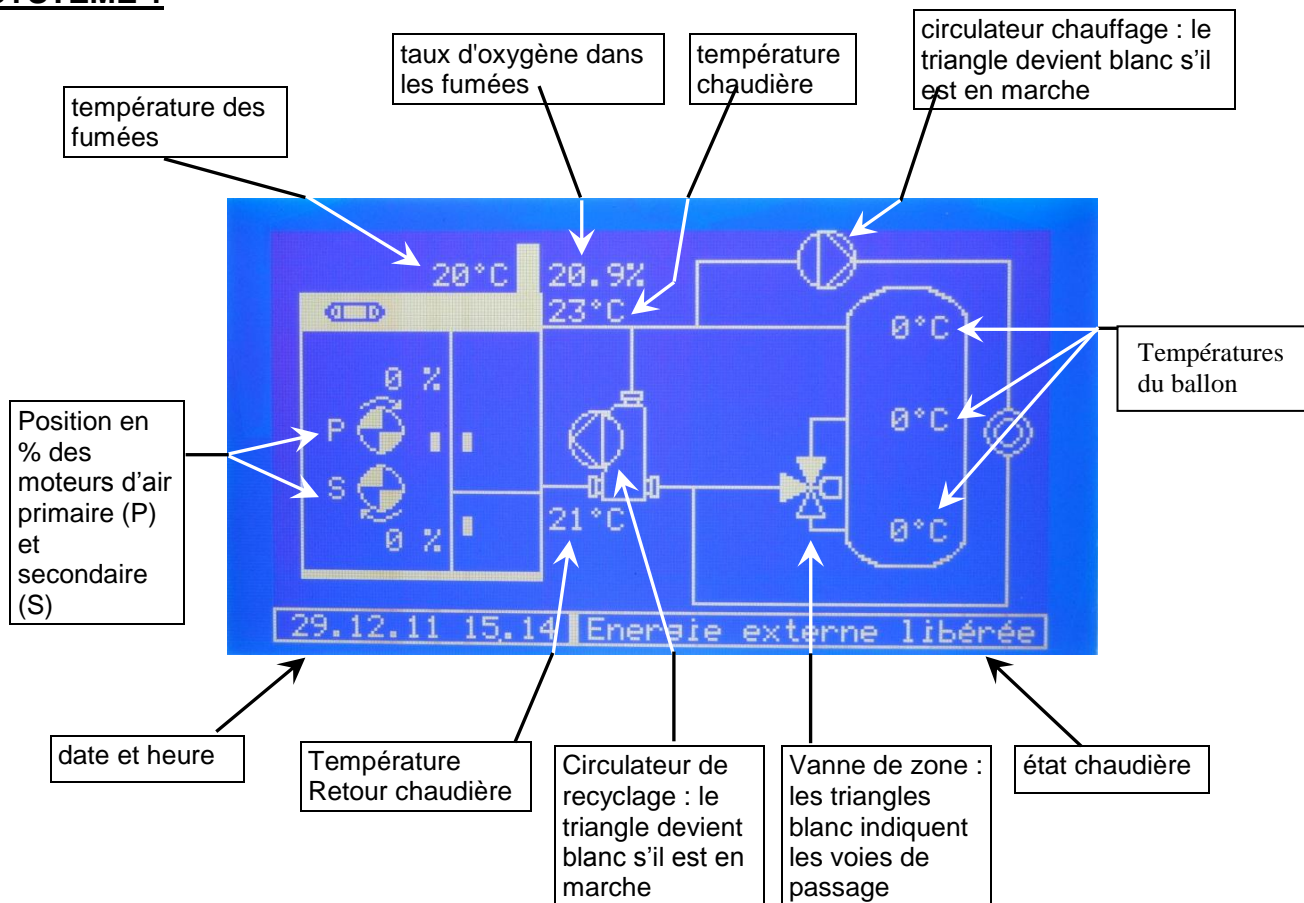 circulateur chauffage : le
triangle devient blanc s’il
est en marche
taux d'oxygène dans
les fumées
température
chaudière
température des
fumées
20°C
20.9%
23°C
0°C
0°C
0°C
Températures
du ballon
0 %
P
S
0 %
Position en
% des
moteurs d’air
primaire (P)
et
secondaire
(S)
21°C
29.12.11 15.14
Energie externe libérée
date et heure
Température
Retour chaudière
Circulateur de
recyclage : le
triangle devient
blanc s’il est en
marche
Vanne de zone :
les triangles
blanc indiquent
les voies de
passage
état chaudière